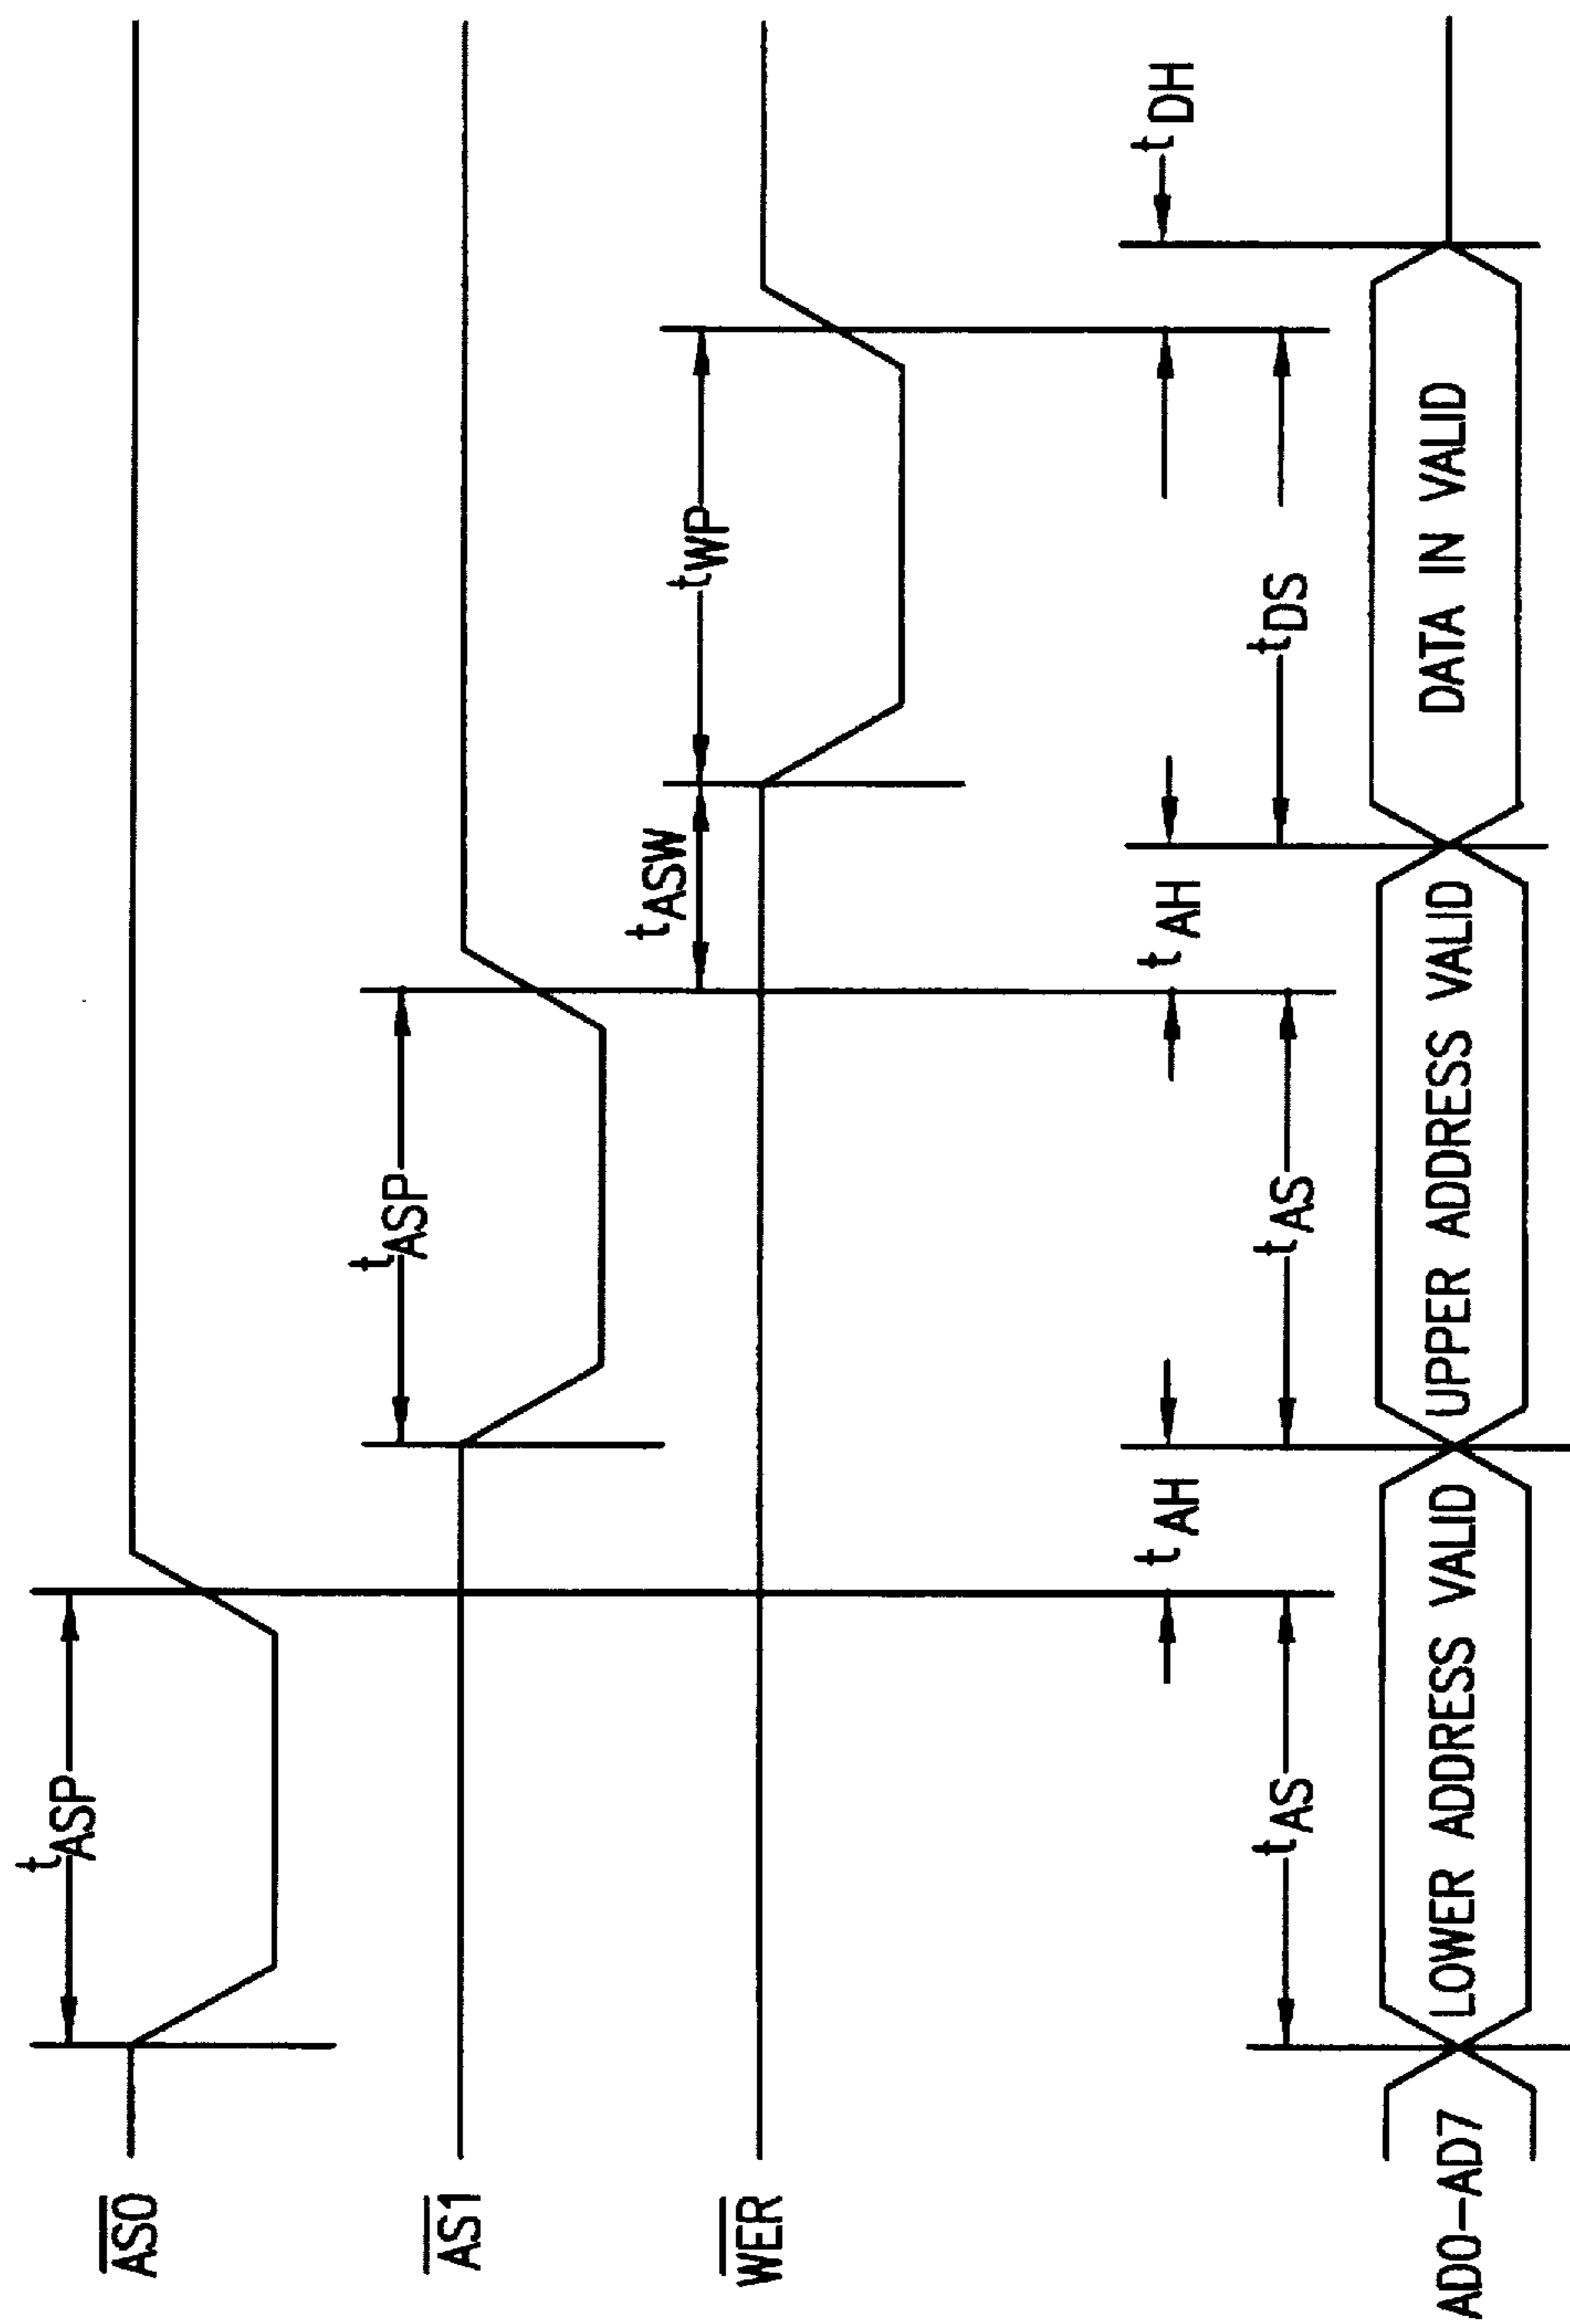 AS0
tASP
AS1
tASP
WER
tASW
tWP
tAH
tAH
tDH
tAS
tAS
tDS
AD0-AD7
LOWER ADDRESS VALID
UPPER ADDRESS VALID
DATA IN VALID